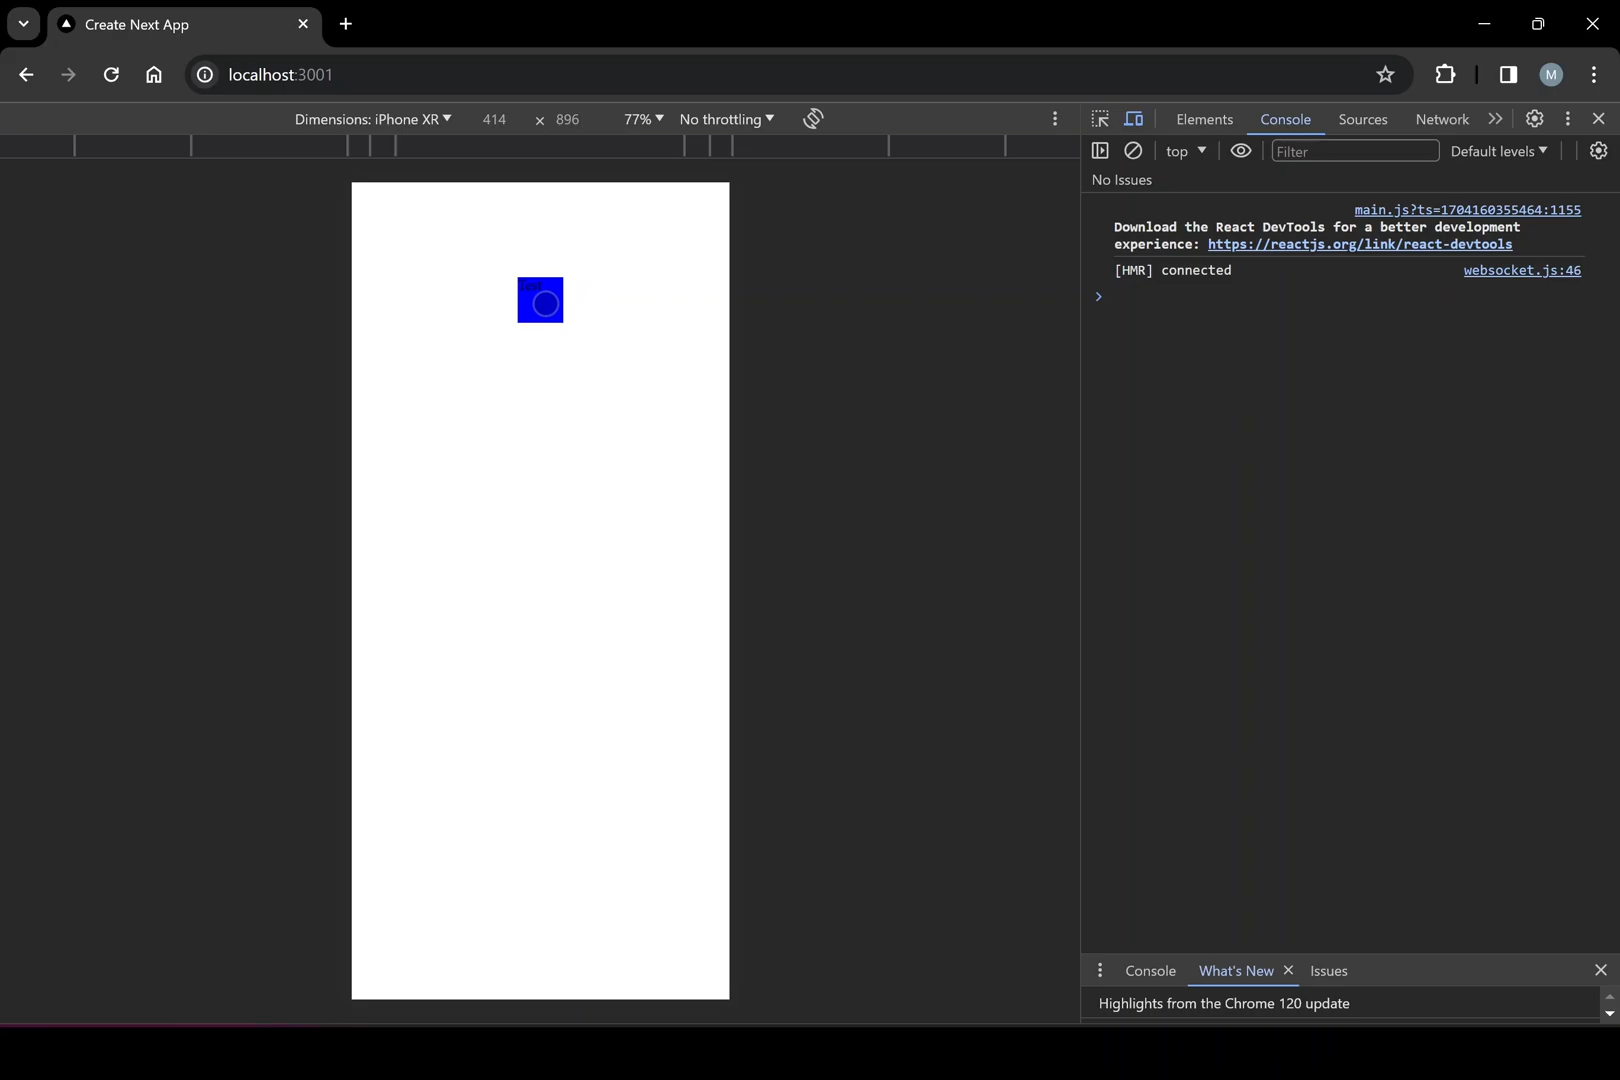 Create Next App
localhost:3001
M
Dimensions: iPhone XR 414 × 896 77% No throttling
Elements Console Sources Network
top Filter Default levels
No Issues
main.js?ts=1704160355464:1155
Download the React DevTools for a better development
experience: https://reactjs.org/link/react-devtools
[HMR] connected websocket.js:46
Test
Console What's New Issues
Highlights from the Chrome 120 update